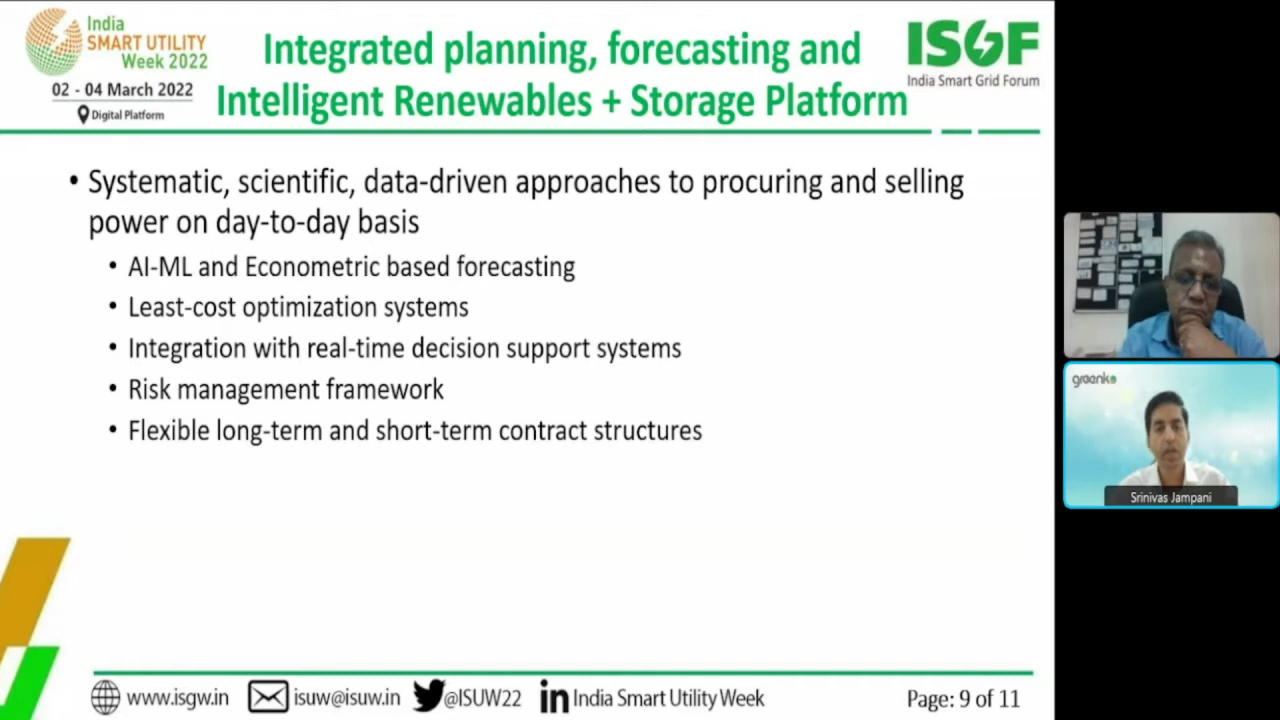 India
SMART UTILITY
Week 2022
02 - 04 March 2022
Digital Platform
Integrated planning, forecasting and
Intelligent Renewables + Storage Platform
ISGF
India Smart Grid Forum
• Systematic, scientific, data-driven approaches to procuring and selling
power on day-to-day basis
• AI-ML and Econometric based forecasting
• Least-cost optimization systems
• Integration with real-time decision support systems
• Risk management framework
• Flexible long-term and short-term contract structures
greenko
Srinivas Jampani
www.isgw.in
isuw@isuw.in
@ISUW22
in India Smart Utility Week
Page: 9 of 11